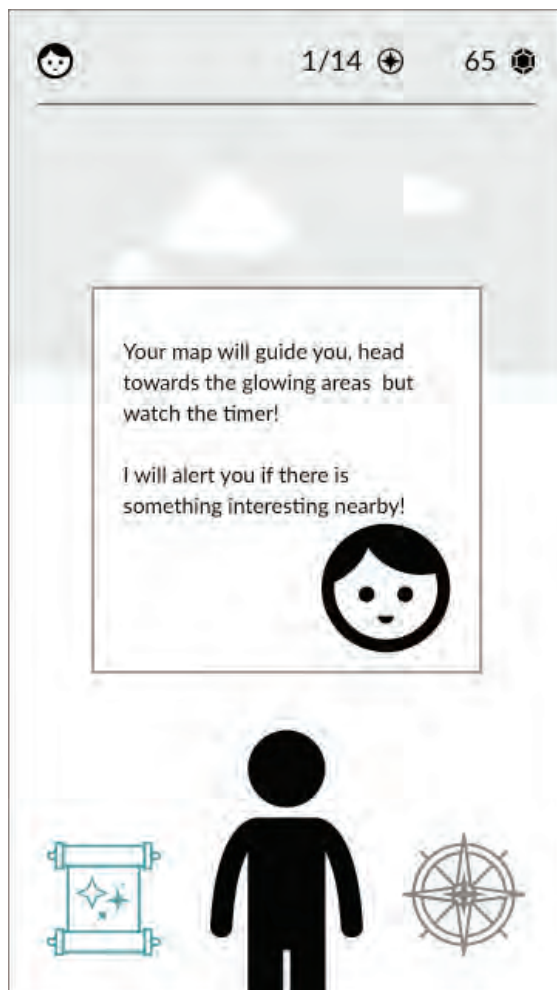 1/14 65
Your map will guide you, head
towards the glowing areas but
watch the timer!
I will alert you if there is
something interesting nearby!